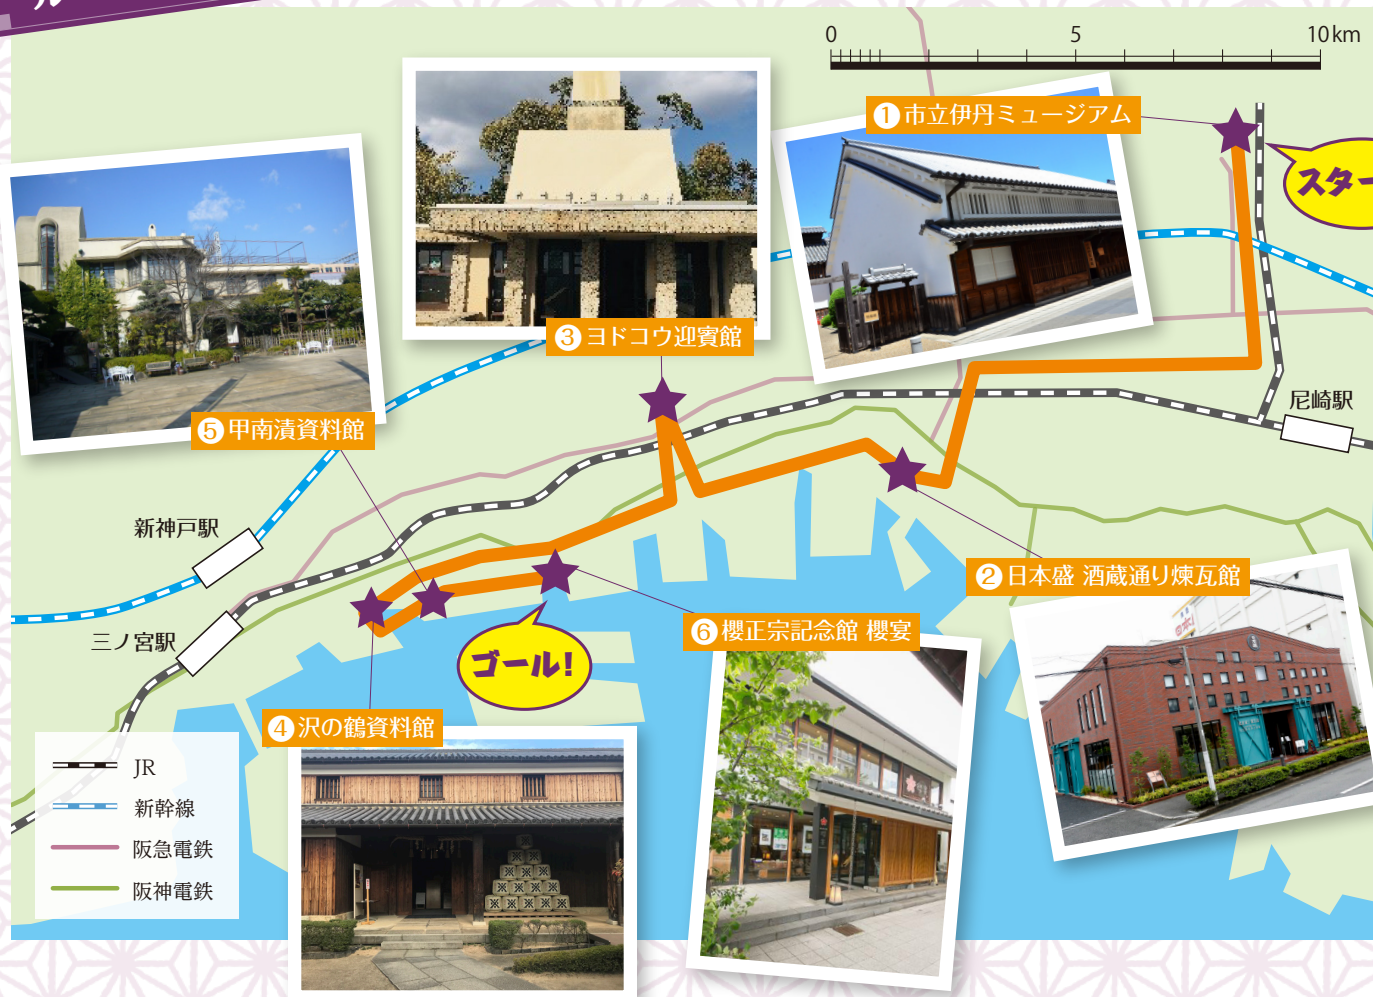 ル
0 5 10km
①市立伊丹ミュージアム
スター
③ヨドコウ迎賓館
尼崎駅
⑤甲南漬資料館
新神戸駅
②日本盛 酒蔵通り煉瓦館
三ノ宮駅
⑥櫻正宗記念館 櫻宴
ゴール!
④沢の鶴資料館
JR
新幹線
阪急電鉄
阪神電鉄